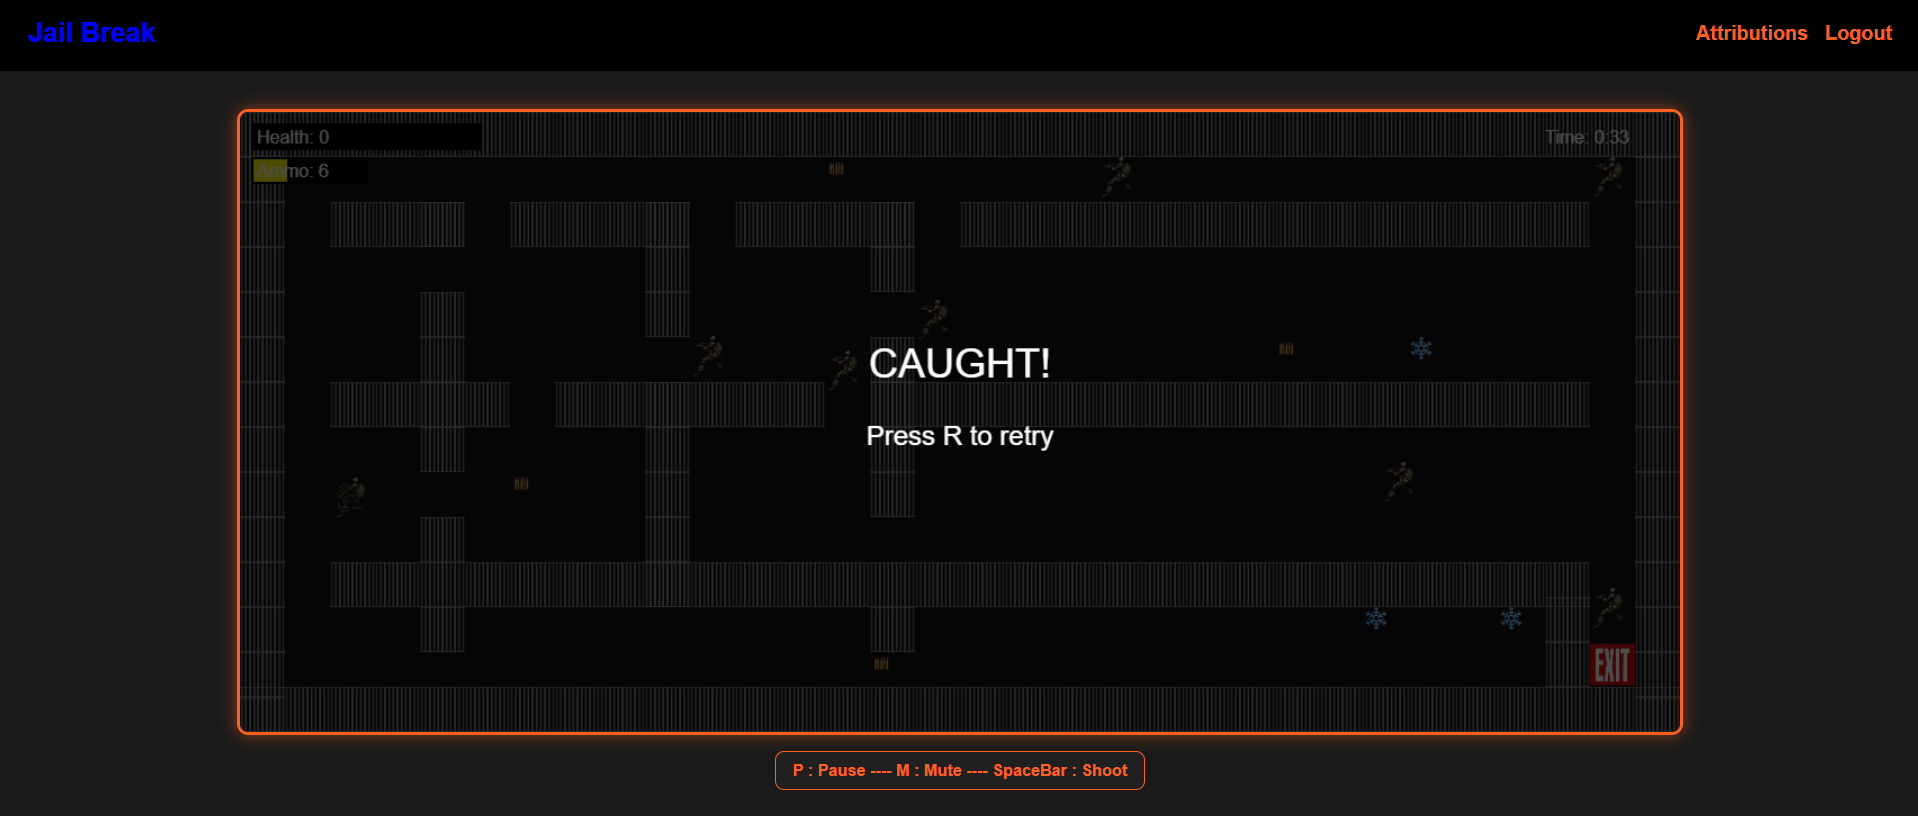 Jail Break
Attributions Logout
Health: 0
Time: 0:33
Ammo: 6
CAUGHT!
Press R to retry
EXIT
P : Pause ---- M : Mute ---- SpaceBar : Shoot